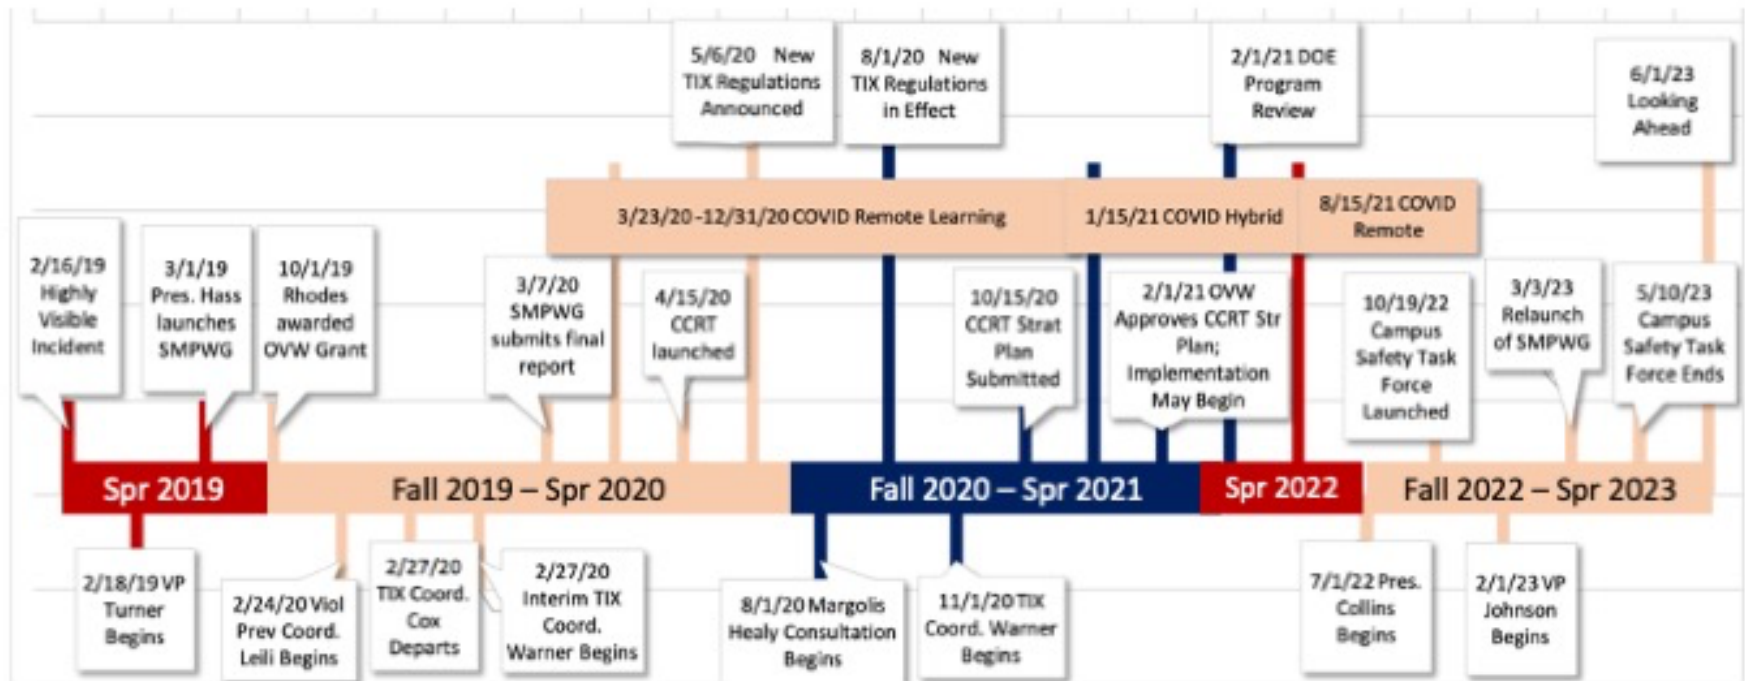 5/6/20 New
TIX Regulations
Announced
8/1/20 New
TIX Regulations
in Effect
2/1/21 DOE
Program
Review
6/1/23
Looking
Ahead
3/23/20 -12/31/20 COVID Remote Learning
1/15/21 COVID Hybrid
8/15/21 COVID
Remote
2/16/19
Highly
Visible
Incident
3/1/19
Pres. Hass
launches
SMPWG
10/1/19
Rhodes
awarded
OVW Grant
3/7/20
SMPWG
submits final
report
4/15/20
CCRT
launched
10/15/20
CCRT Strat
Plan
Submitted
2/1/21 OVW
Approves CCRT Str
Plan;
Implementation
May Begin
10/19/22
Campus
Safety Task
Force
Launched
3/3/23
Relaunch
of SMPWG
5/10/23
Campus
Safety Task
Force Ends
Spr 2019
Fall 2019 – Spr 2020
Fall 2020 – Spr 2021
Spr 2022
Fall 2022 – Spr 2023
2/18/19 VP
Turner
Begins
2/24/20 Viol
Prev Coord.
Leili Begins
2/27/20
TIX Coord.
Cox
Departs
2/27/20
Interim TIX
Coord.
Warner Begins
8/1/20 Margolis
Healy Consultation
Begins
11/1/20 TIX
Coord. Warner
Begins
7/1/22 Pres.
Collins
Begins
2/1/23 VP
Johnson
Begins